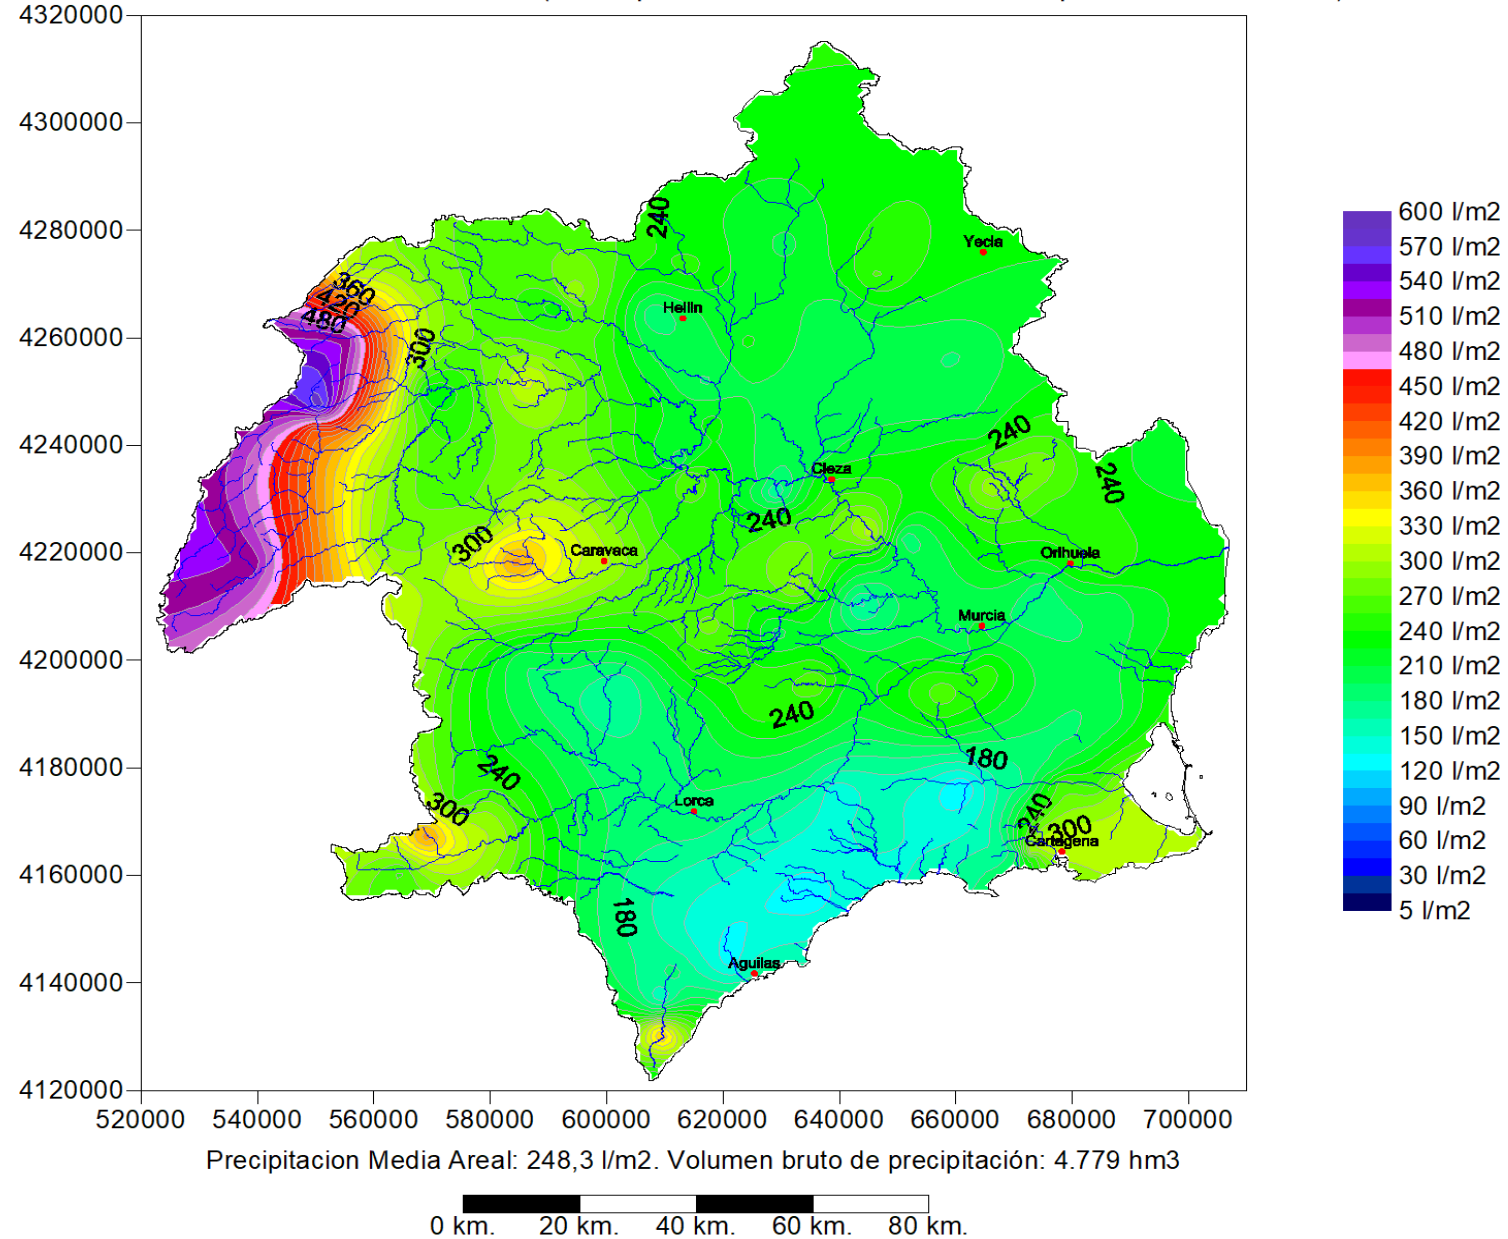 4320000
4300000
4280000
4260000
4240000
4220000
4200000
4180000
4160000
4140000
4120000
520000 540000 560000 580000 600000 620000 640000 660000 680000 700000
240
Yecla
360
420
480
300
Hellin
240
240
Cieza
240
300
Caravaca
Orihuela
Murcia
240
180
240
300
Lorca
240
300
Cartagena
180
Aguilas
600 l/m2
570 l/m2
540 l/m2
510 l/m2
480 l/m2
450 l/m2
420 l/m2
390 l/m2
360 l/m2
330 l/m2
300 l/m2
270 l/m2
240 l/m2
210 l/m2
180 l/m2
150 l/m2
120 l/m2
90 l/m2
60 l/m2
30 l/m2
5 l/m2
Precipitacion Media Areal: 248,3 l/m2. Volumen bruto de precipitación: 4.779 hm3
0 km. 20 km. 40 km. 60 km. 80 km.